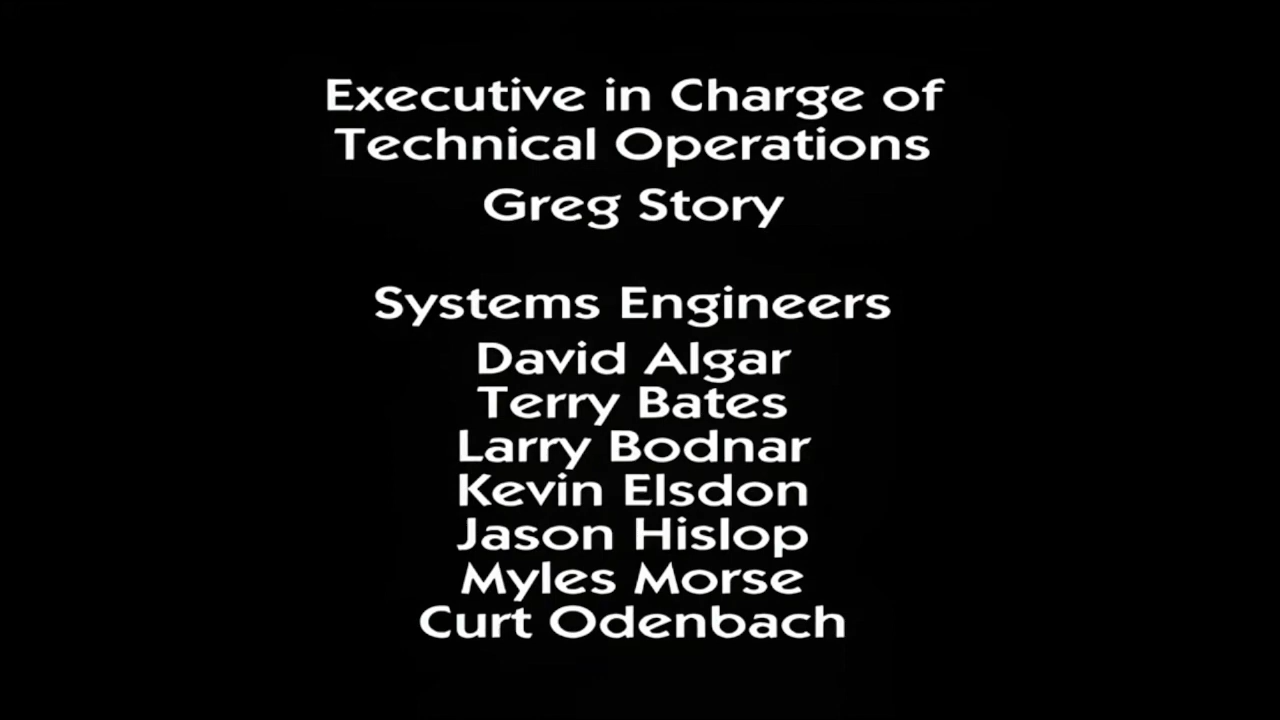 Executive in Charge of
Technical Operations
Greg Story
Systems Engineers
David Algar
Terry Bates
Larry Bodnar
Kevin Elsdon
Jason Hislop
Myles Morse
Curt Odenbach